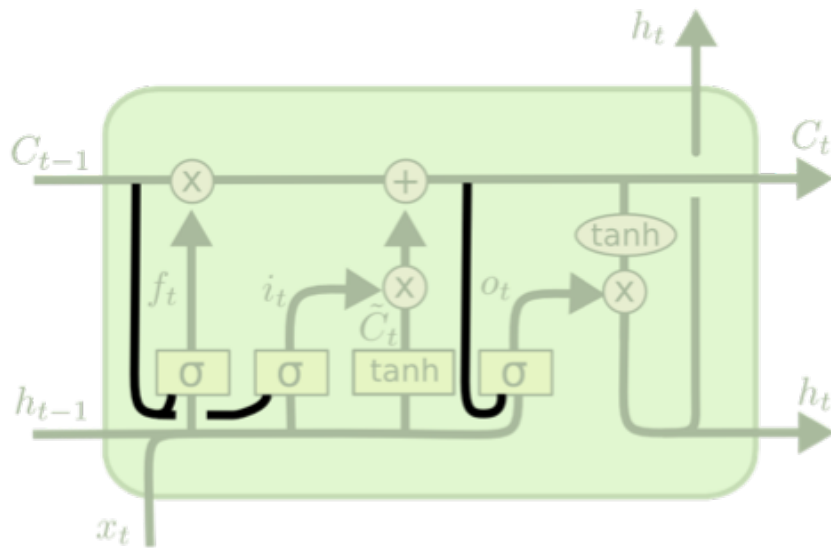 h_t
C_{t-1} x + C_t
tanh
f_t i_t x o_t x
C̃_t
σ σ tanh σ
h_{t-1} h_t
x_t